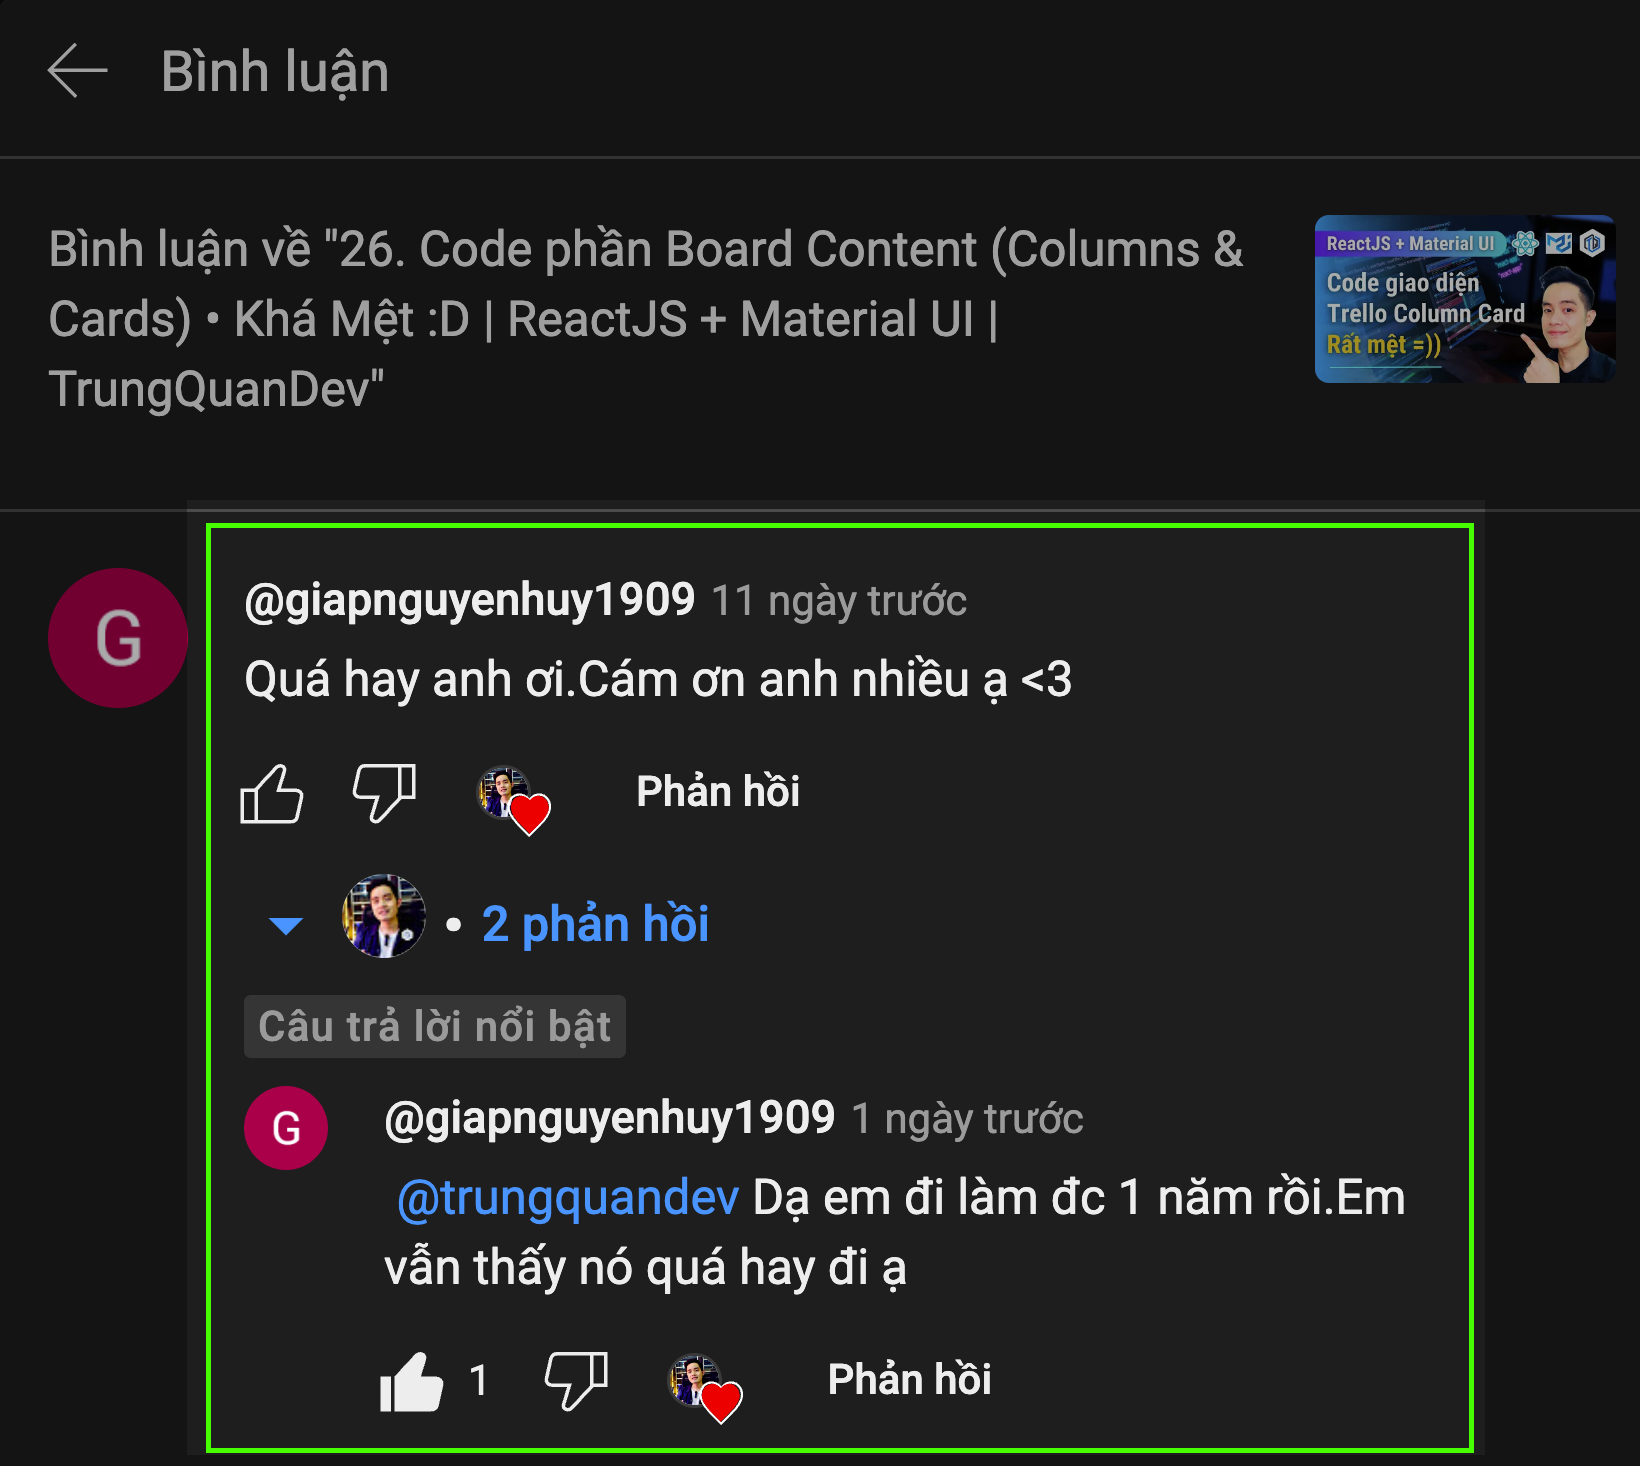 Bình luận
Bình luận về "26. Code phần Board Content (Columns &
Cards) • Khá Mệt :D | ReactJS + Material UI |
TrungQuanDev"
ReactJS + Material UI
Code giao diện
Trello Column Card
Rất mệt =))
G
@giapnguyenhuy1909 11 ngày trước
Quá hay anh ơi.Cám ơn anh nhiều ạ <3
Phản hồi
• 2 phản hồi
Câu trả lời nổi bật
G
@giapnguyenhuy1909 1 ngày trước
@trungquandev Dạ em đi làm đc 1 năm rồi.Em
vẫn thấy nó quá hay đi ạ
1
Phản hồi